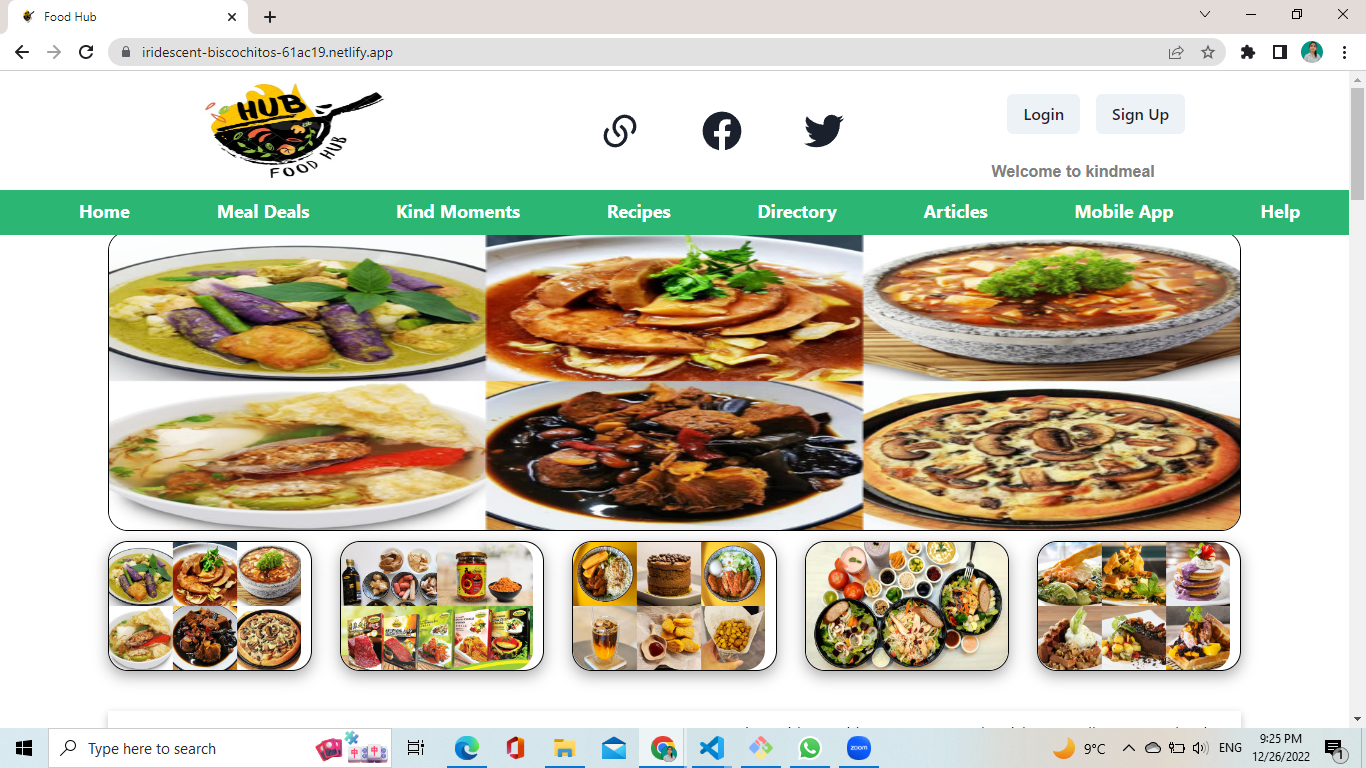 Food Hub
iridescent-biscochitos-61ac19.netlify.app
HUB
FOOD HUB
Login
Sign Up
Welcome to kindmeal
Home
Meal Deals
Kind Moments
Recipes
Directory
Articles
Mobile App
Help
Type here to search
zoom
9°C
ENG
9:25 PM
12/26/2022
1